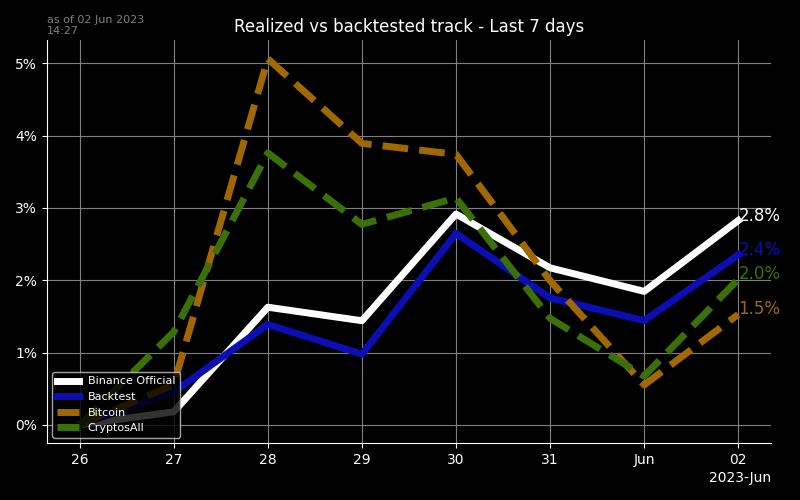 as of 02 Jun 2023
14:27
Realized vs backtested track - Last 7 days
5%
4%
3%
2%
1%
0%
2.8%
2.4%
2.0%
1.5%
Binance Official
Backtest
Bitcoin
CryptosAll
26 27 28 29 30 31 Jun 02
2023-Jun